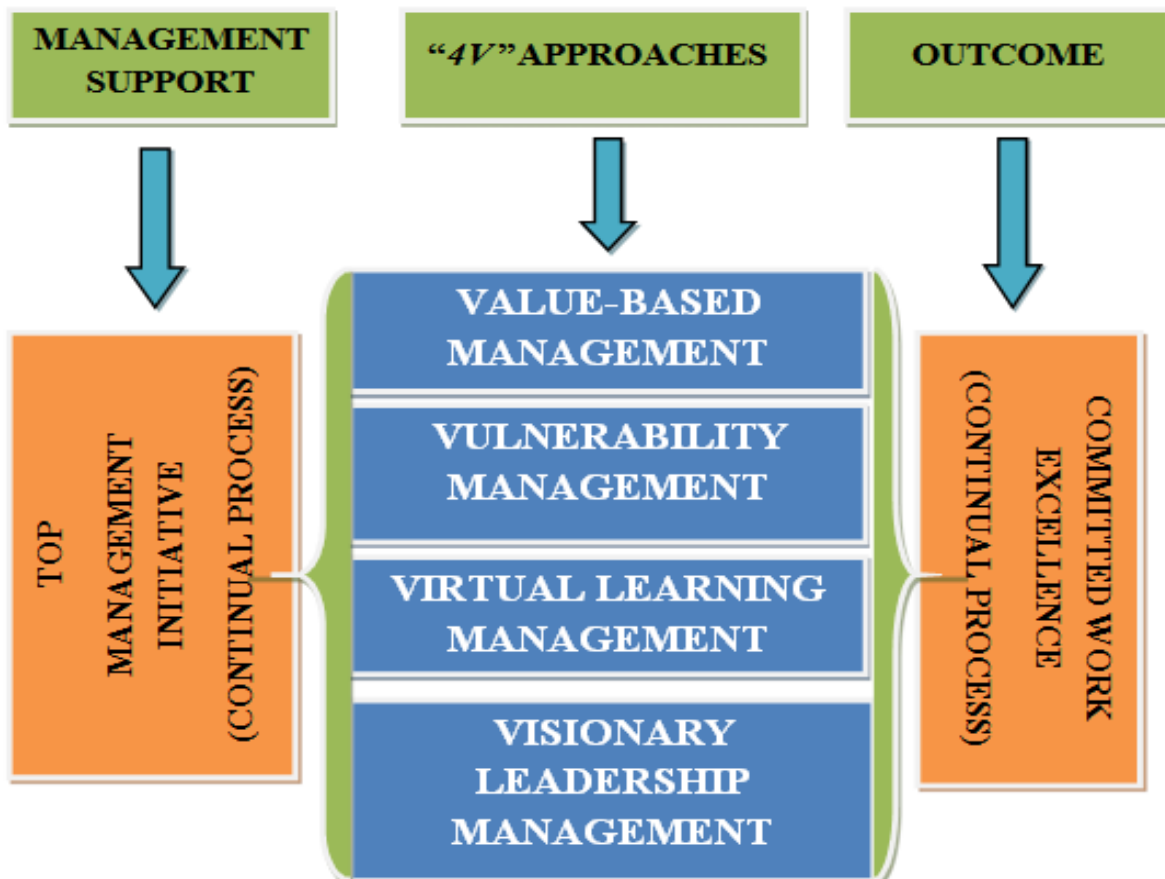 MANAGEMENT
SUPPORT
“4V” APPROACHES
OUTCOME
TOP
MANAGEMENT
INITIATIVE
(CONTINUAL PROCESS)
VALUE-BASED
MANAGEMENT
VULNERABILITY
MANAGEMENT
VIRTUAL LEARNING
MANAGEMENT
VISIONARY
LEADERSHIP
MANAGEMENT
COMMITTED WORK
EXCELLENCE
(CONTINUAL PROCESS)